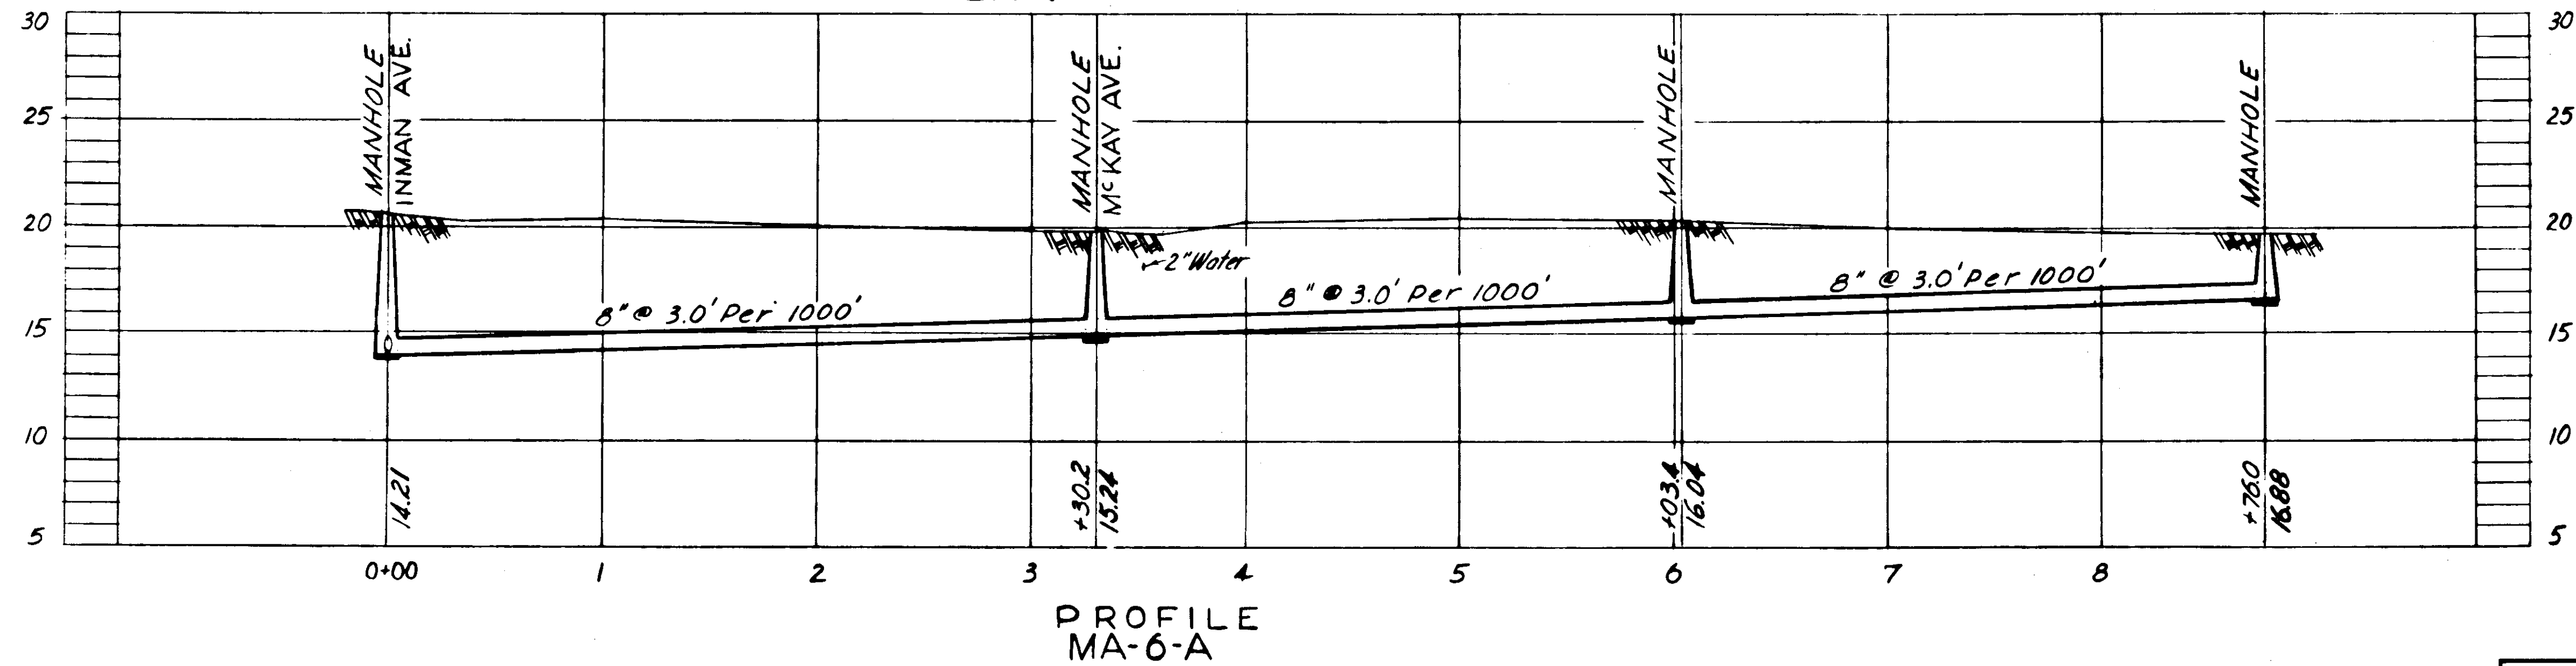 30 30
MANHOLE
INMAN AVE.
MANHOLE
McKAY AVE.
MANHOLE
MANHOLE
25 25
20 20
2" Water
8" @ 3.0' Per 1000'
8" @ 3.0' Per 1000'
8" @ 3.0' Per 1000'
15 15
10 10
14.21
+30.2
15.24
+03.4
16.04
+76.0
16.88
5 5
0+00 1 2 3 4 5 6 7 8
PROFILE
MA-6-A